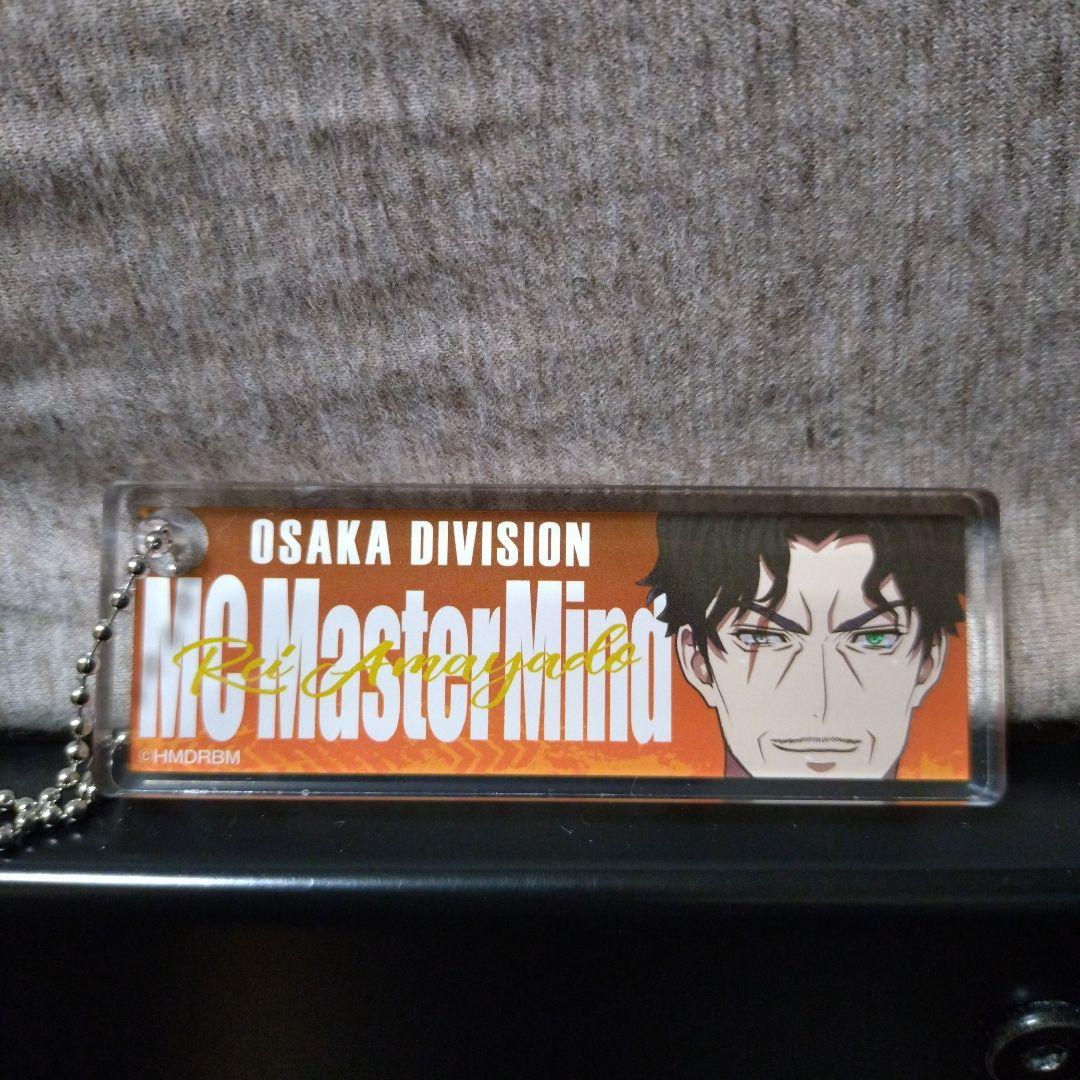 OSAKA DIVISION
MC MasterMind
Rei Amayado
©HMDRBM